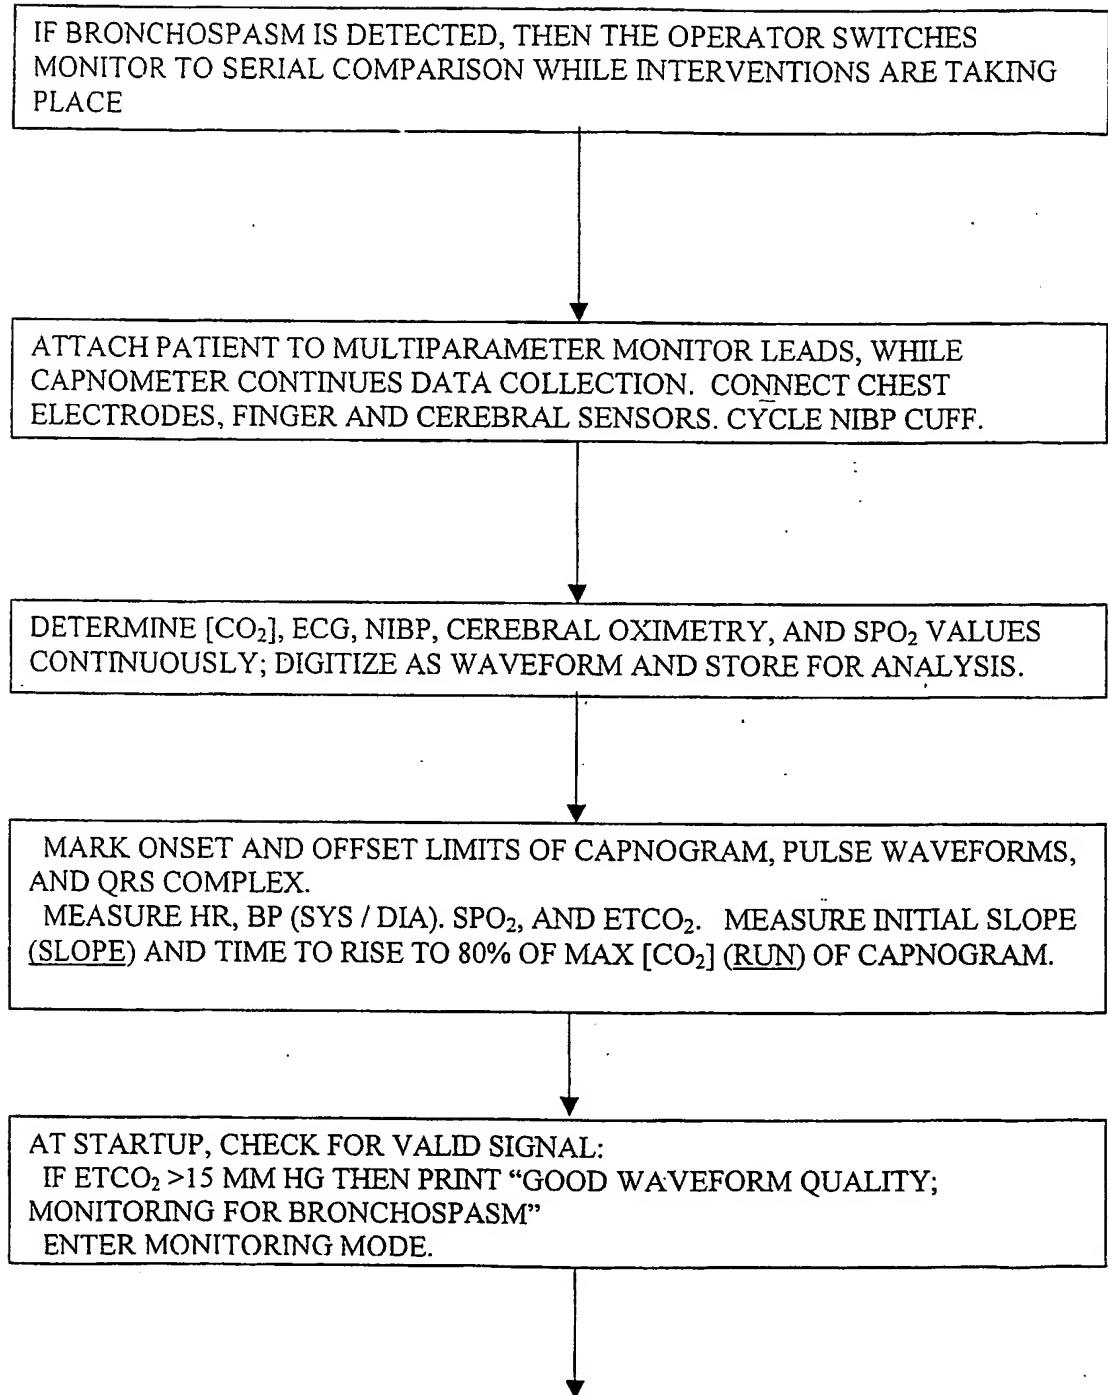 IF BRONCHOSPASM IS DETECTED, THEN THE OPERATOR SWITCHES
MONITOR TO SERIAL COMPARISON WHILE INTERVENTIONS ARE TAKING
PLACE
ATTACH PATIENT TO MULTIPARAMETER MONITOR LEADS, WHILE
CAPNOMETER CONTINUES DATA COLLECTION. CONNECT CHEST
ELECTRODES, FINGER AND CEREBRAL SENSORS. CYCLE NIBP CUFF.
DETERMINE [CO₂], ECG, NIBP, CEREBRAL OXIMETRY, AND SPO₂ VALUES
CONTINUOUSLY; DIGITIZE AS WAVEFORM AND STORE FOR ANALYSIS.
MARK ONSET AND OFFSET LIMITS OF CAPNOGRAM, PULSE WAVEFORMS,
AND QRS COMPLEX.
MEASURE HR, BP (SYS / DIA). SPO₂, AND ETCO₂. MEASURE INITIAL SLOPE
(SLOPE) AND TIME TO RISE TO 80% OF MAX [CO₂] (RUN) OF CAPNOGRAM.
AT STARTUP, CHECK FOR VALID SIGNAL:
IF ETCO₂ >15 MM HG THEN PRINT “GOOD WAVEFORM QUALITY;
MONITORING FOR BRONCHOSPASM”
ENTER MONITORING MODE.